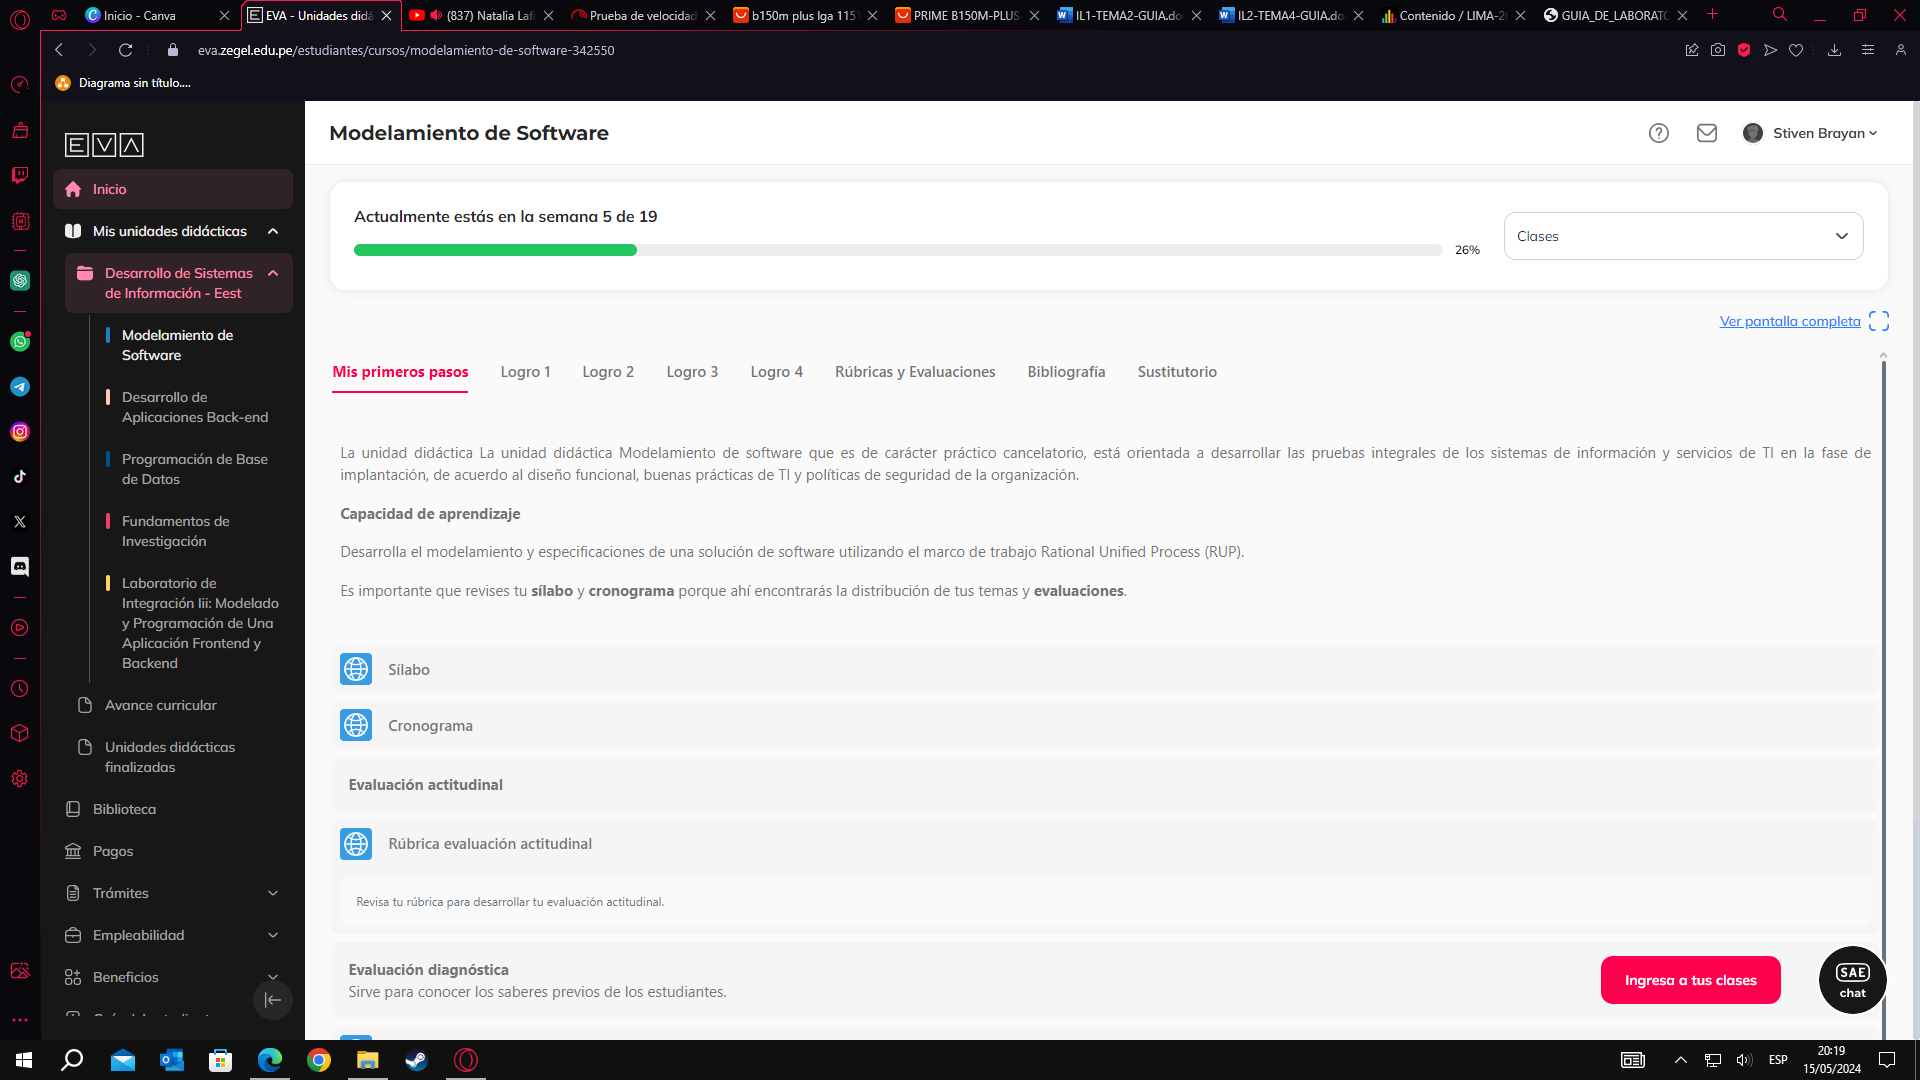 Inicio - Canva
EVA - Unidades didá
(837) Natalia Lafo
Prueba de velocidad
b150m plus lga 1151
PRIME B150M-PLUS
IL1-TEMA2-GUIA.do
IL2-TEMA4-GUIA.do
Contenido / LIMA-20
GUIA_DE_LABORATO
eva.zegel.edu.pe/estudiantes/cursos/modelamiento-de-software-342550
Diagrama sin título....
EVA
Modelamiento de Software
Stiven Brayan
Inicio
Mis unidades didácticas
Desarrollo de Sistemas
de Información - Eest
Modelamiento de
Software
Desarrollo de
Aplicaciones Back-end
Programación de Base
de Datos
Fundamentos de
Investigación
Laboratorio de
Integración Iii: Modelado
y Programación de Una
Aplicación Frontend y
Backend
Avance curricular
Unidades didácticas
finalizadas
Biblioteca
Pagos
Trámites
Empleabilidad
Beneficios
Actualmente estás en la semana 5 de 19
26%
Clases
Ver pantalla completa
Mis primeros pasos
Logro 1
Logro 2
Logro 3
Logro 4
Rúbricas y Evaluaciones
Bibliografía
Sustitutorio
La unidad didáctica La unidad didáctica Modelamiento de software que es de carácter práctico cancelatorio, está orientada a desarrollar las pruebas integrales de los sistemas de información y servicios de TI en la fase de
implantación, de acuerdo al diseño funcional, buenas prácticas de TI y políticas de seguridad de la organización.
Capacidad de aprendizaje
Desarrolla el modelamiento y especificaciones de una solución de software utilizando el marco de trabajo Rational Unified Process (RUP).
Es importante que revises tu sílabo y cronograma porque ahí encontrarás la distribución de tus temas y evaluaciones.
Sílabo
Cronograma
Evaluación actitudinal
Rúbrica evaluación actitudinal
Revisa tu rúbrica para desarrollar tu evaluación actitudinal.
Evaluación diagnóstica
Sirve para conocer los saberes previos de los estudiantes.
Ingresa a tus clases
SAE
chat
ESP
20:19
15/05/2024